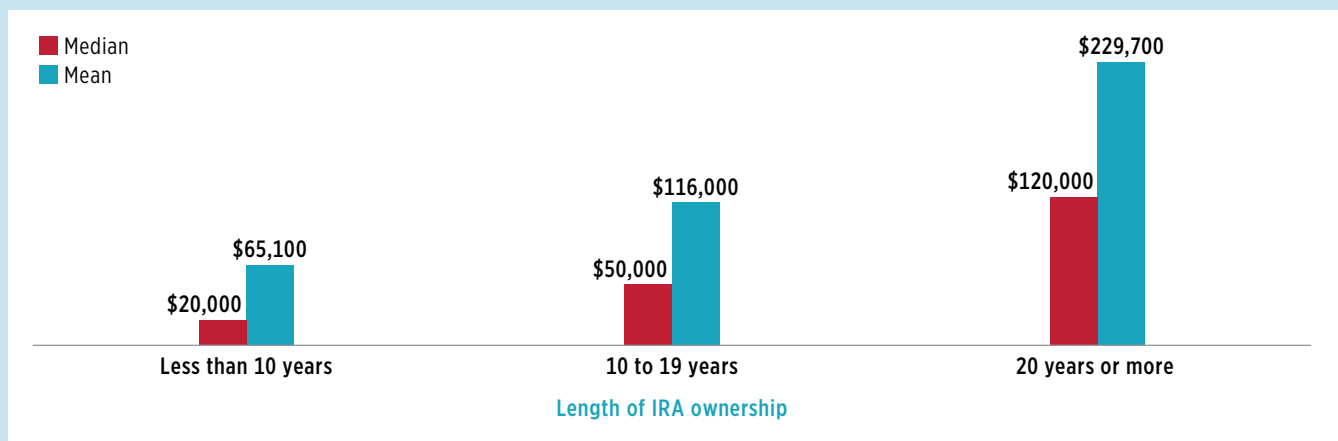 Median
Mean
$229,700
$120,000
$116,000
$50,000
$65,100
$20,000
Less than 10 years
10 to 19 years
20 years or more
Length of IRA ownership